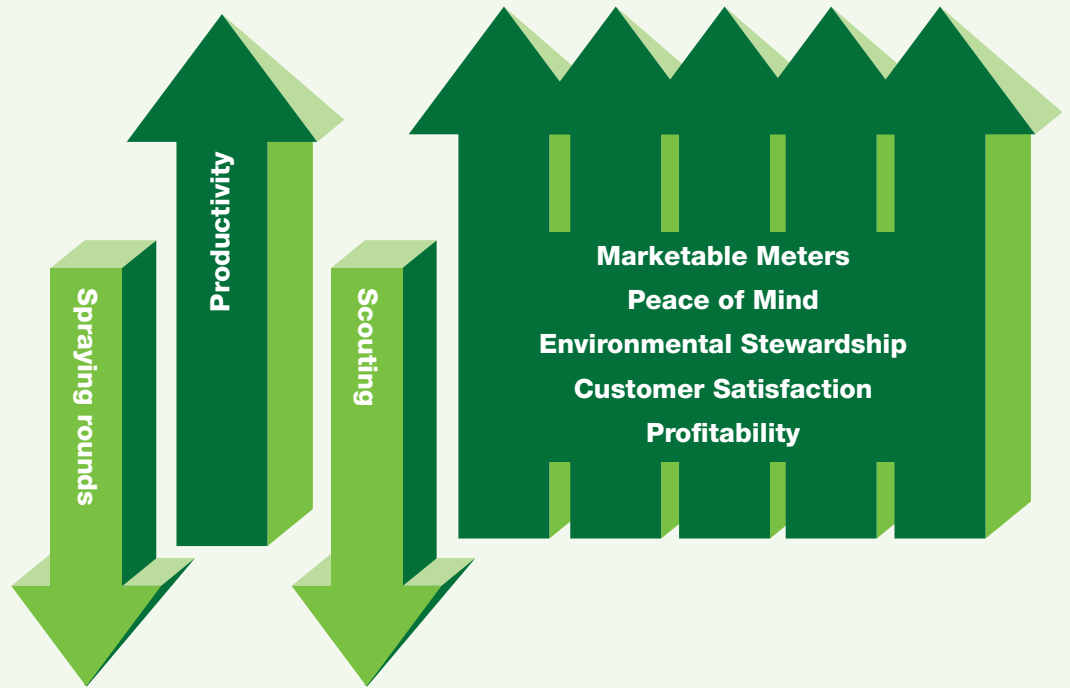 Spraying rounds
Productivity
Scouting
Marketable Meters
Peace of Mind
Environmental Stewardship
Customer Satisfaction
Profitability